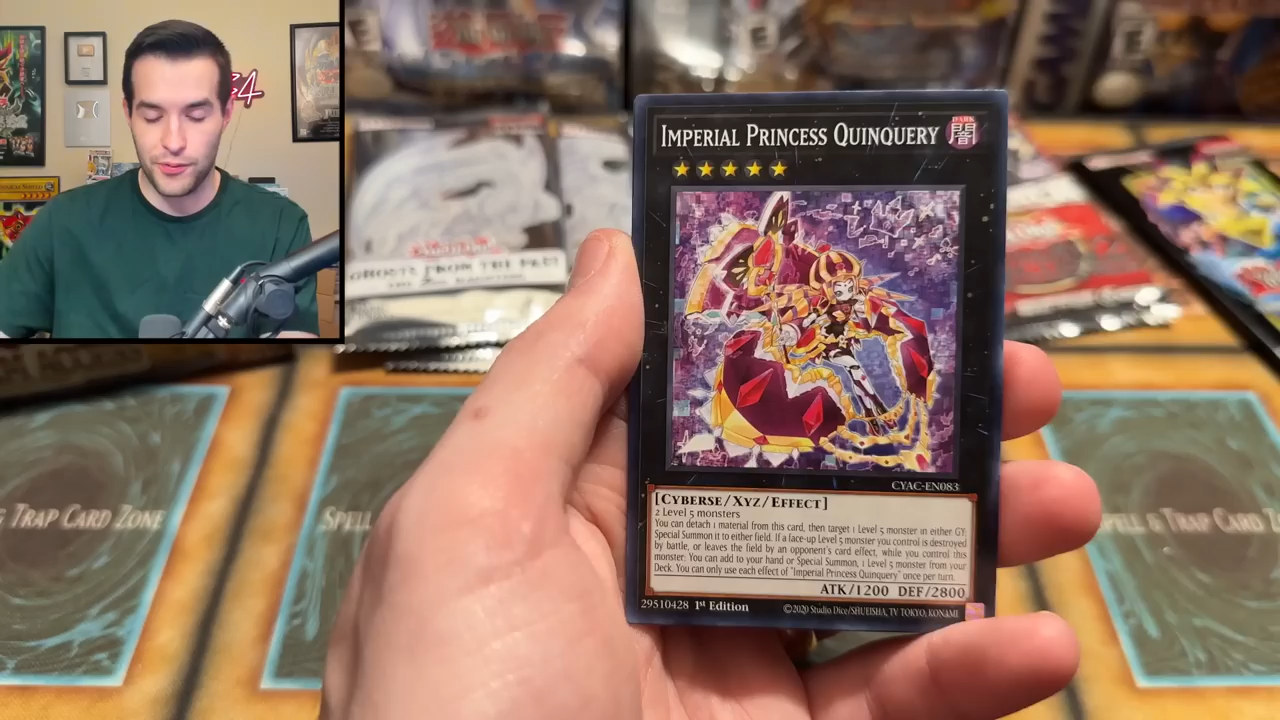 IMPERIAL PRINCESS QUINQUERY
DARK
闇
CYAC-EN083
[CYBERSE/XYZ/EFFECT]
2 Level 5 monsters
You can detach 1 material from this card, then target 1 Level 5 monster in either GY;
Special Summon it to either field. If a face-up Level 5 monster you control is destroyed
by battle, or leaves the field by an opponent's card effect, while you control this
monster: You can add to your hand or Special Summon, 1 Level 5 monster from your
Deck. You can only use each effect of "Imperial Princess Quinquery" once per turn.
ATK/1200 DEF/2800
29510428 1st Edition
©2020 Studio Dice/SHUEISHA, TV TOKYO, KONAMI
GHOSTS FROM THE PAST
TRAP CARD ZONE
SPELL
SPELL & TRAP CARD Z